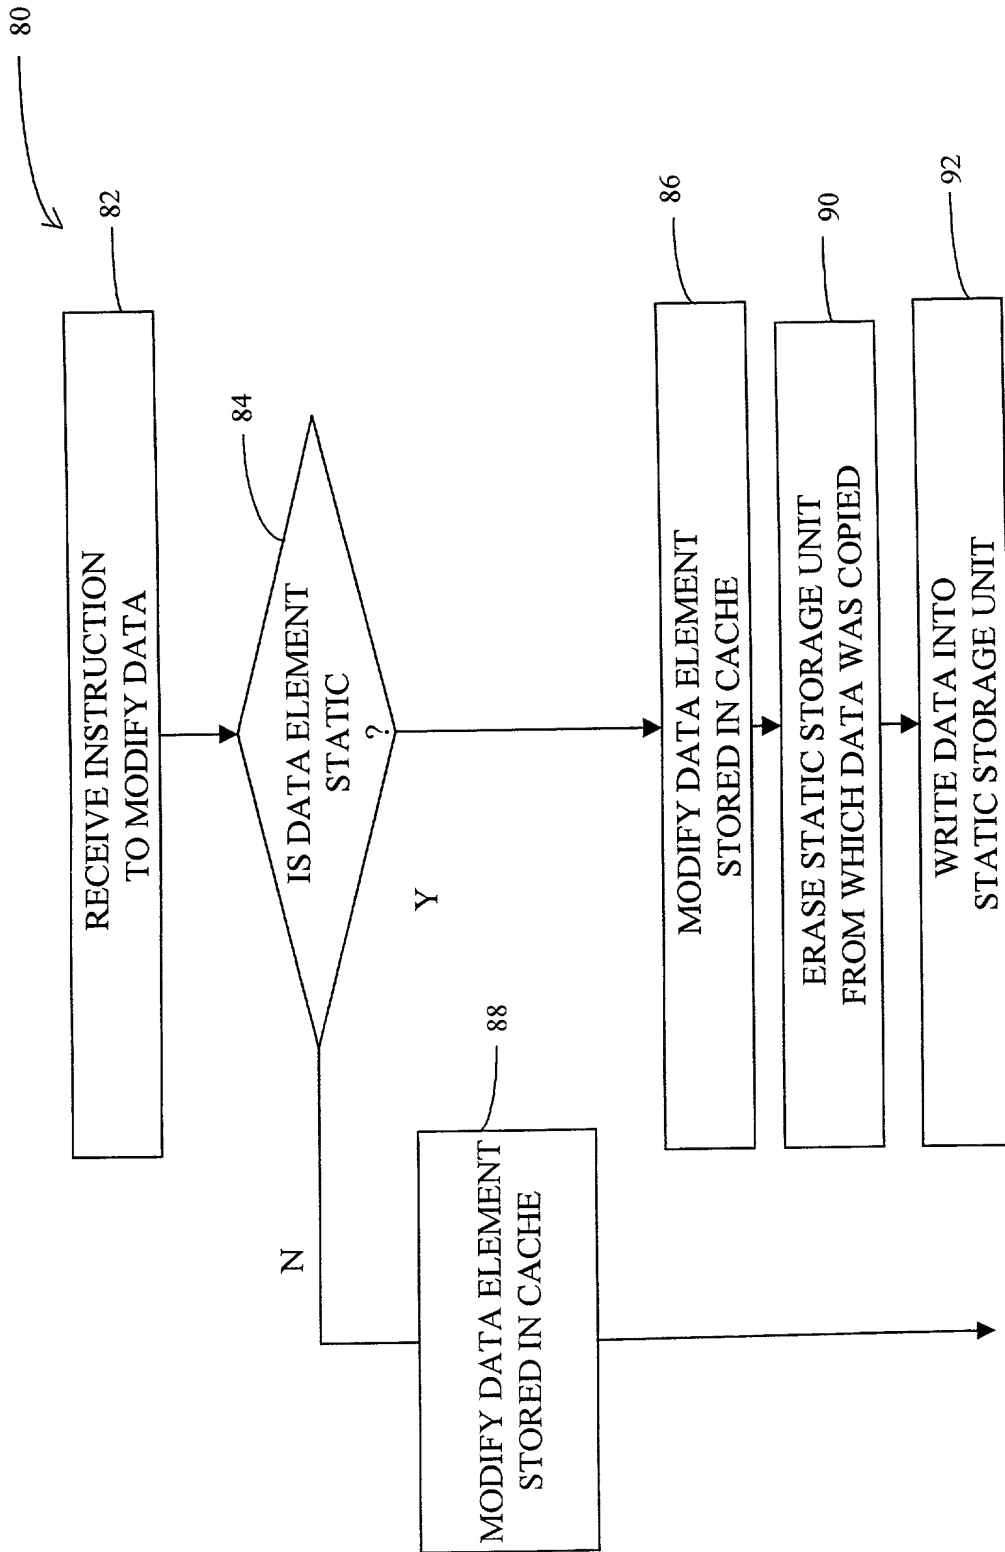 80
82
RECEIVE INSTRUCTION
TO MODIFY DATA
84
IS DATA ELEMENT
STATIC
?
N
Y
88
MODIFY DATA ELEMENT
STORED IN CACHE
86
MODIFY DATA ELEMENT
STORED IN CACHE
90
ERASE STATIC STORAGE UNIT
FROM WHICH DATA WAS COPIED
92
WRITE DATA INTO
STATIC STORAGE UNIT